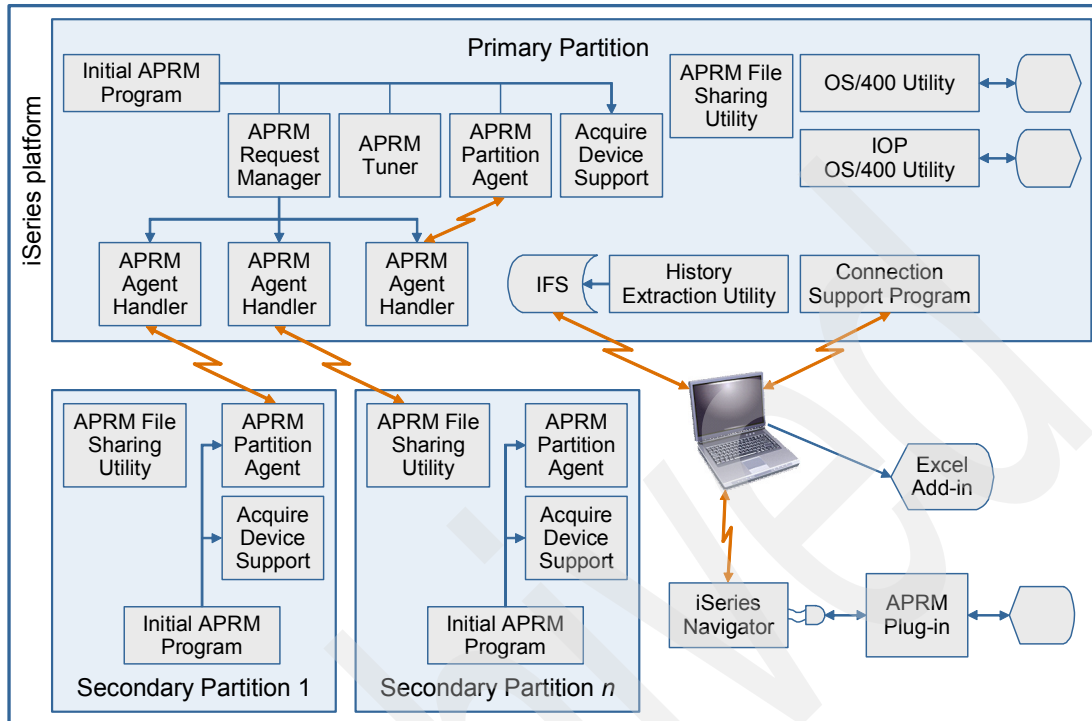 iSeries platform
Primary Partition
Initial APRM
Program
APRM
Request
Manager
APRM
Tuner
APRM
Partition
Agent
Acquire
Device
Support
APRM File
Sharing
Utility
OS/400 Utility
IOP
OS/400 Utility
APRM
Agent
Handler
APRM
Agent
Handler
APRM
Agent
Handler
IFS
History
Extraction Utility
Connection
Support Program
APRM File
Sharing
Utility
APRM
Partition
Agent
Acquire
Device
Support
Initial APRM
Program
Secondary Partition 1
APRM File
Sharing
Utility
APRM
Partition
Agent
Acquire
Device
Support
Initial APRM
Program
Secondary Partition n
Excel
Add-in
iSeries
Navigator
APRM
Plug-in